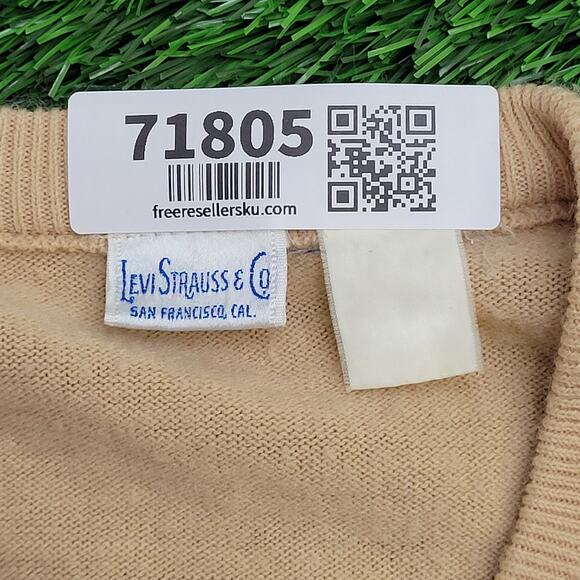 71805
freeresellersku.com
LEVI STRAUSS & CO
SAN FRANCISCO, CAL.